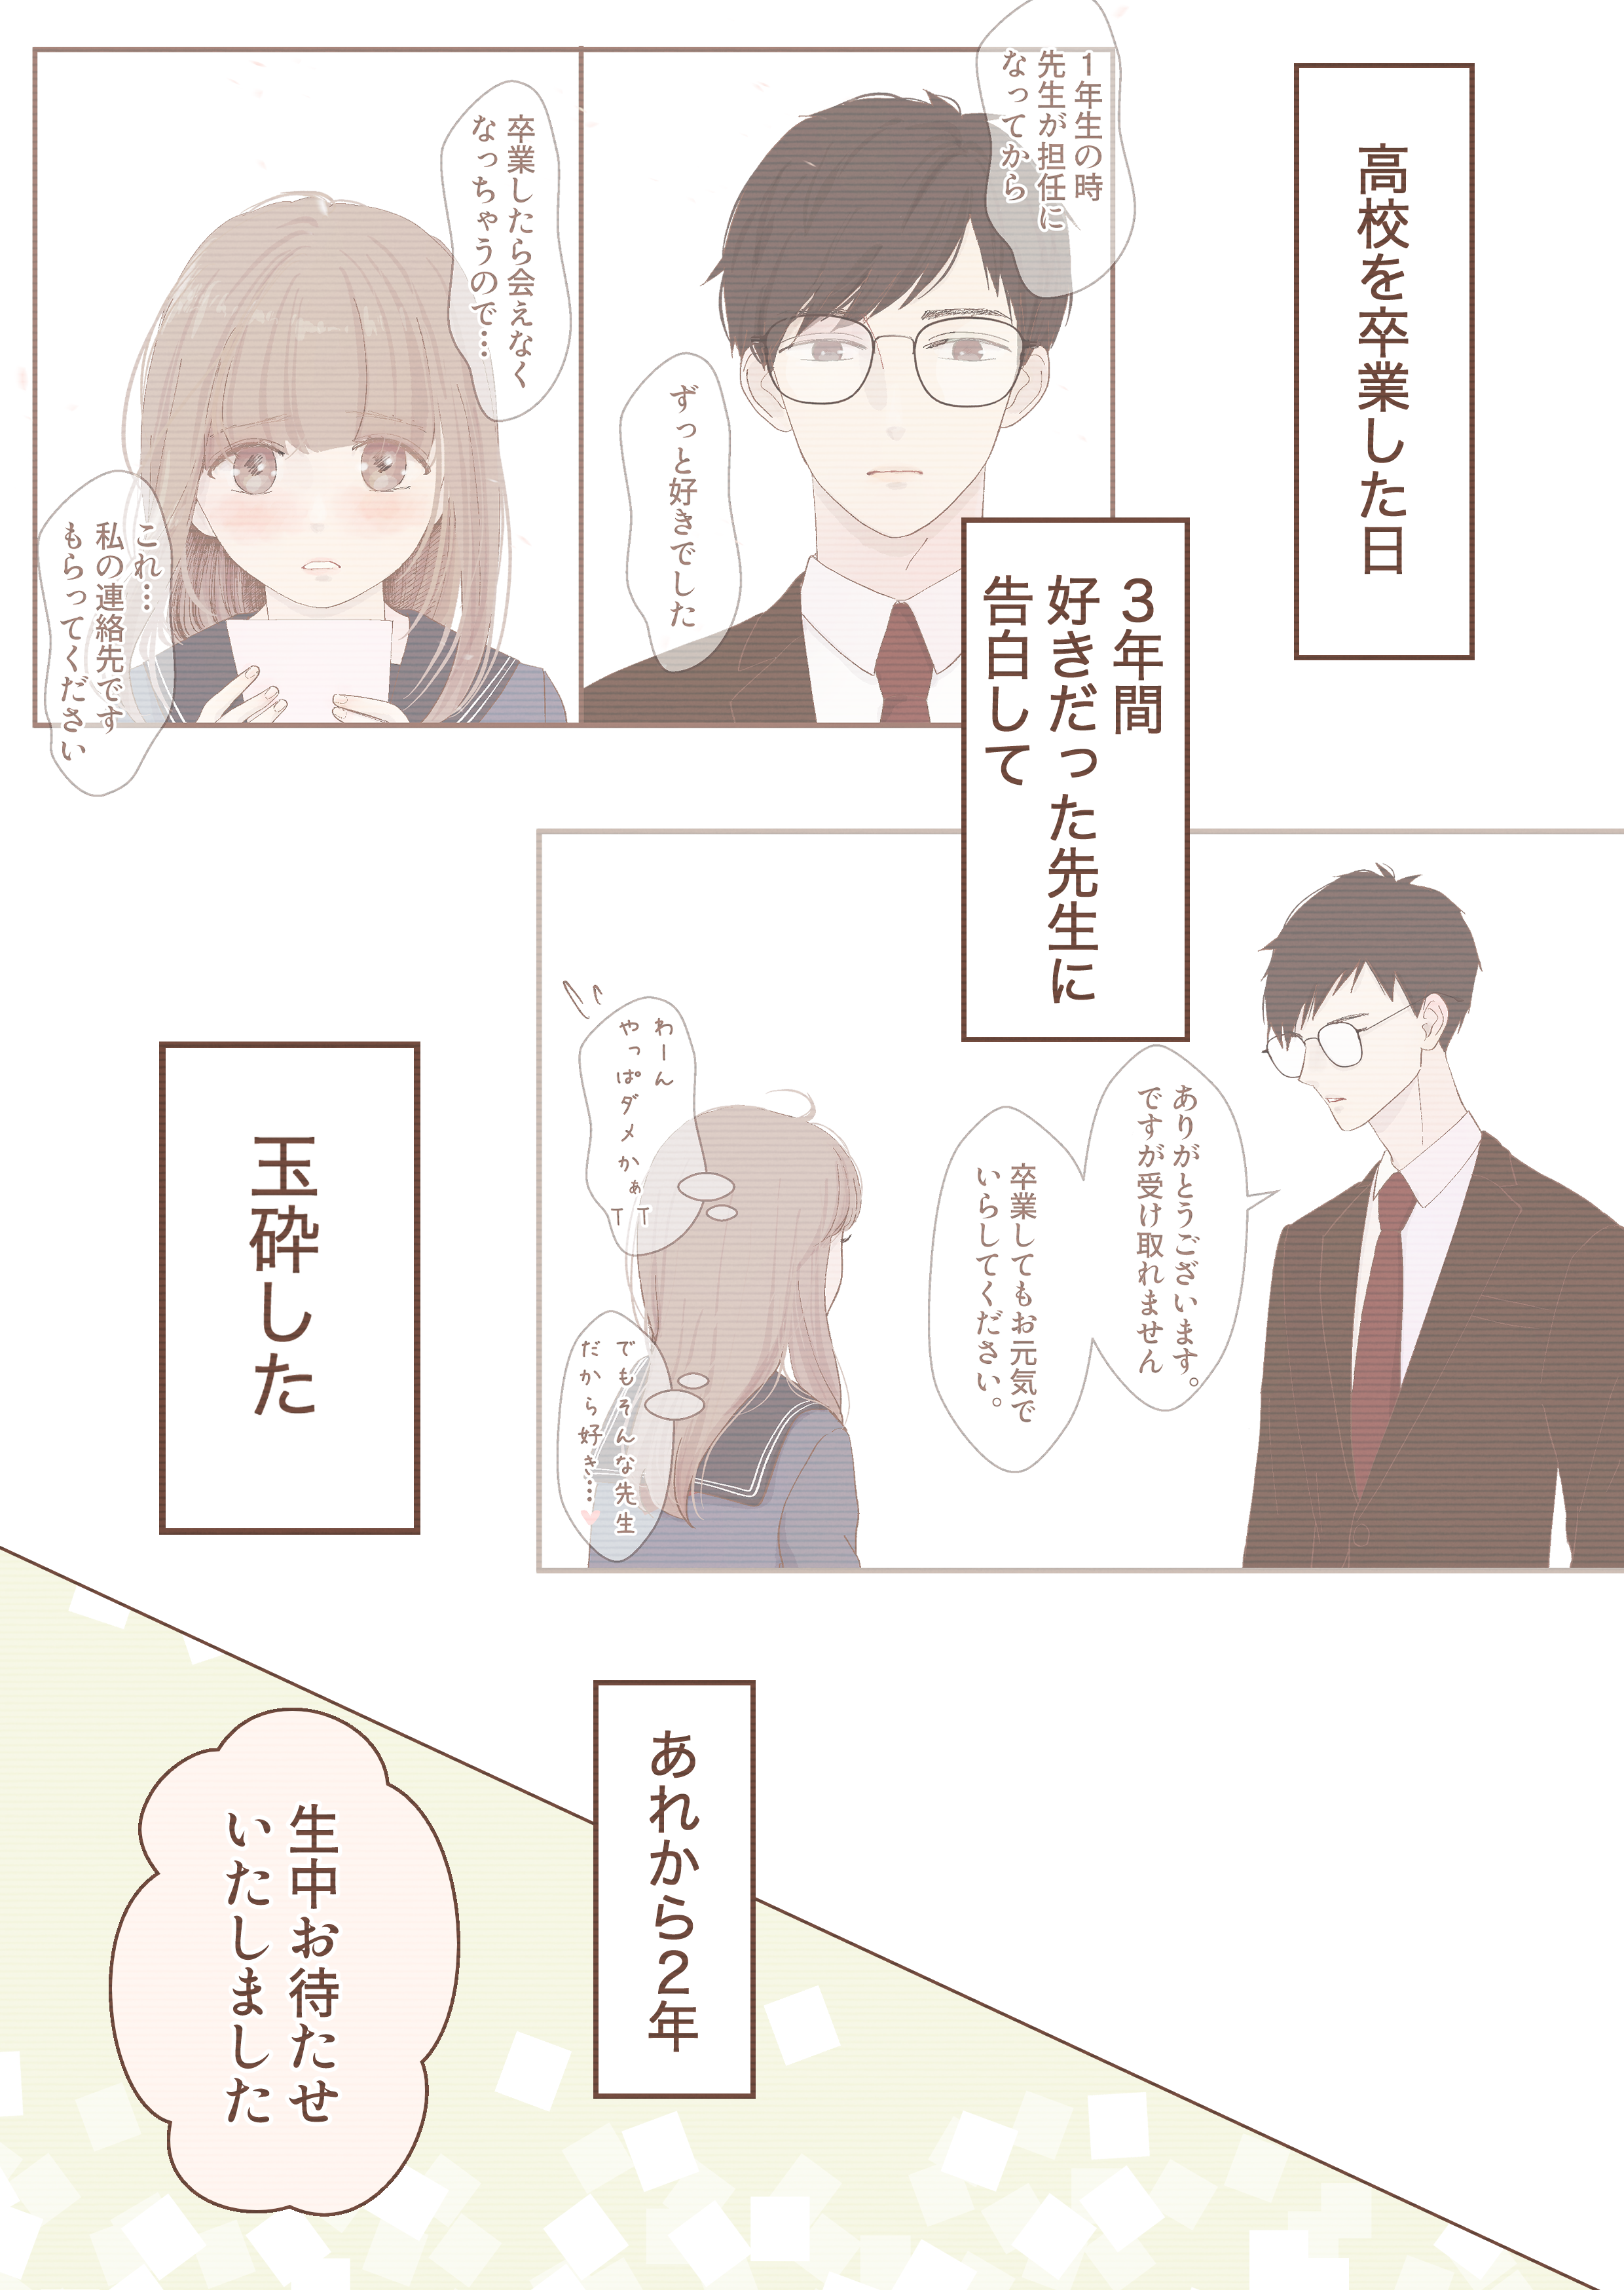 高校を卒業した日
1年生の時
先生が担任に
なってから
ずっと好きでした
卒業したら会えなく
なっちゃうので…
これ…
私の連絡先です
もらってください
3年間
好きだった先生に
告白して
ありがとうございます。
ですが受け取れません
卒業してもお元気で
いらしてください。
わーん
やっぱダメかぁ
TT
でもそんな先生
だから好き…
玉砕した
あれから2年
生中お待たせ
いたしました